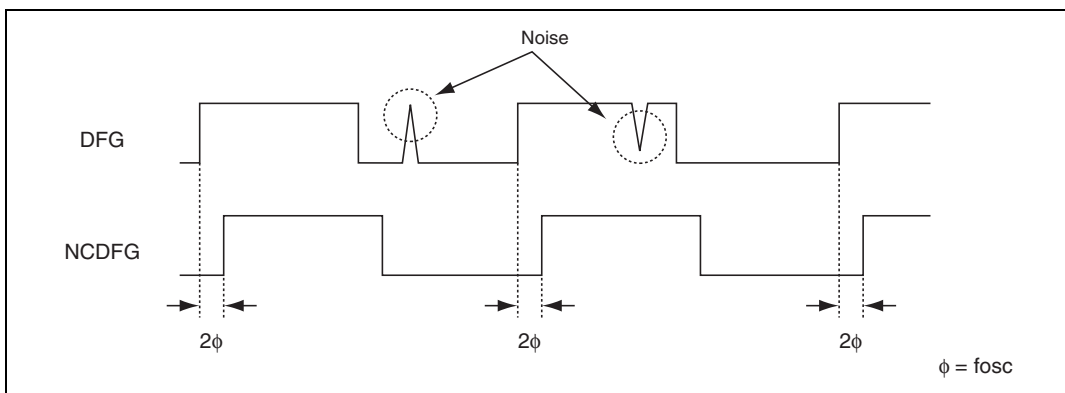 Noise
DFG
NCDFG
2ϕ
2ϕ
2ϕ
ϕ = fosc